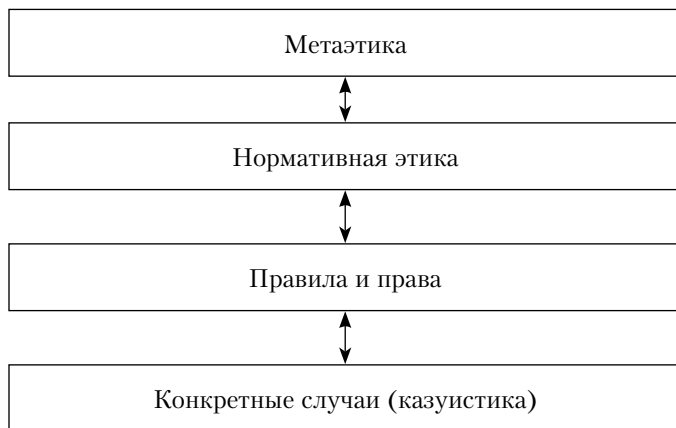 Метаэтика
Нормативная этика
Правила и права
Конкретные случаи (казуистика)